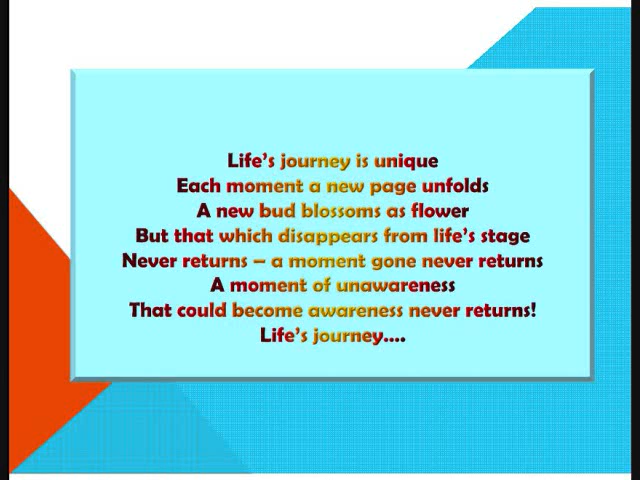 Life's journey is unique
Each moment a new page unfolds
A new bud blossoms as flower
But that which disappears from life's stage
Never returns – a moment gone never returns
A moment of unawareness
That could become awareness never returns!
Life's journey....